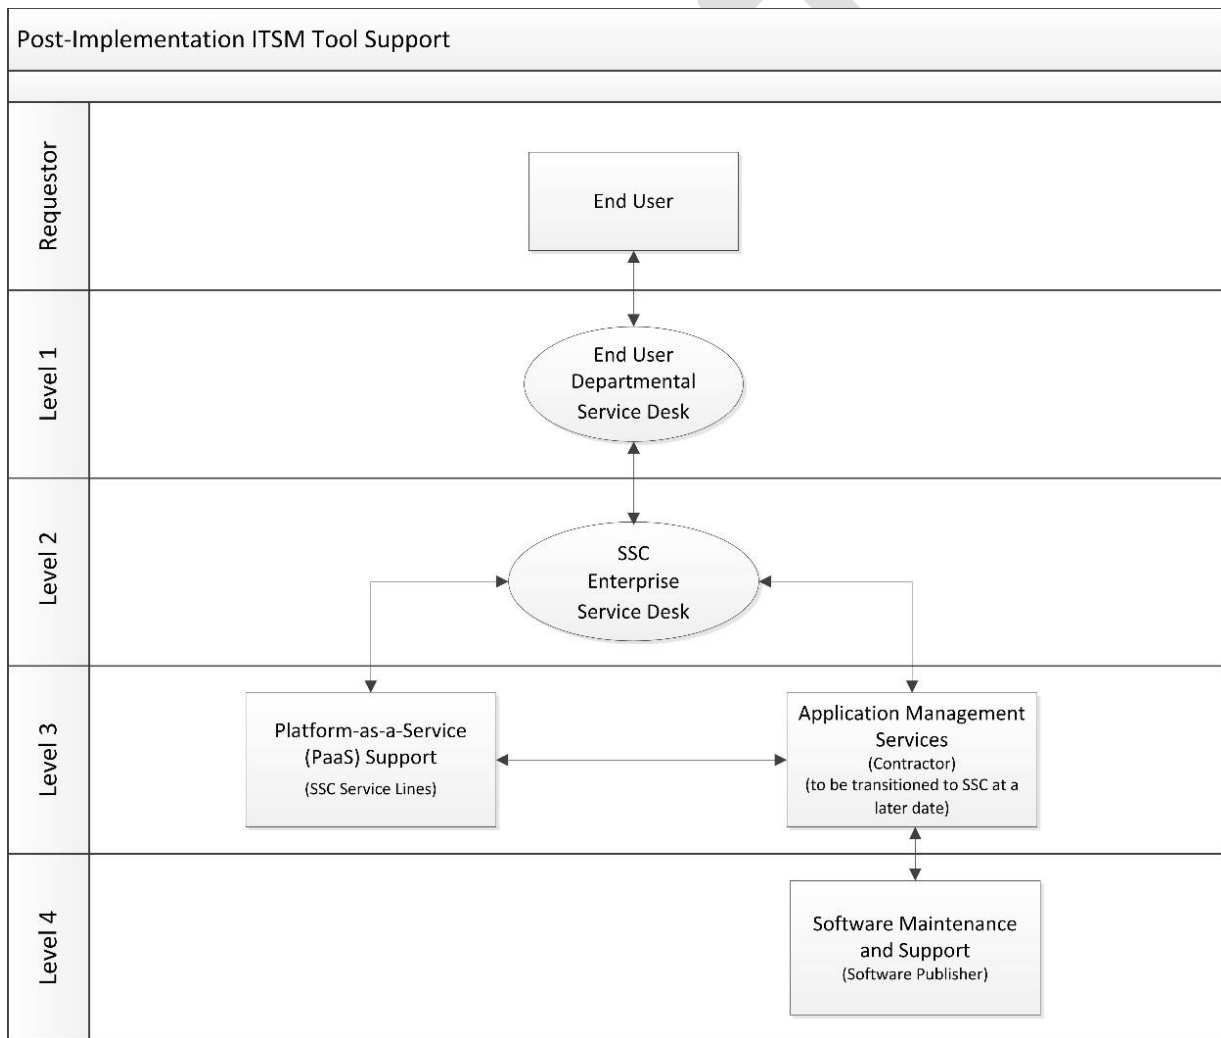 Post-Implementation ITSM Tool Support
Requestor
End User
Level 1
End User
Departmental
Service Desk
Level 2
SSC
Enterprise
Service Desk
Level 3
Platform-as-a-Service
(PaaS) Support
(SSC Service Lines)
Application Management
Services
(Contractor)
(to be transitioned to SSC at a
later date)
Level 4
Software Maintenance
and Support
(Software Publisher)